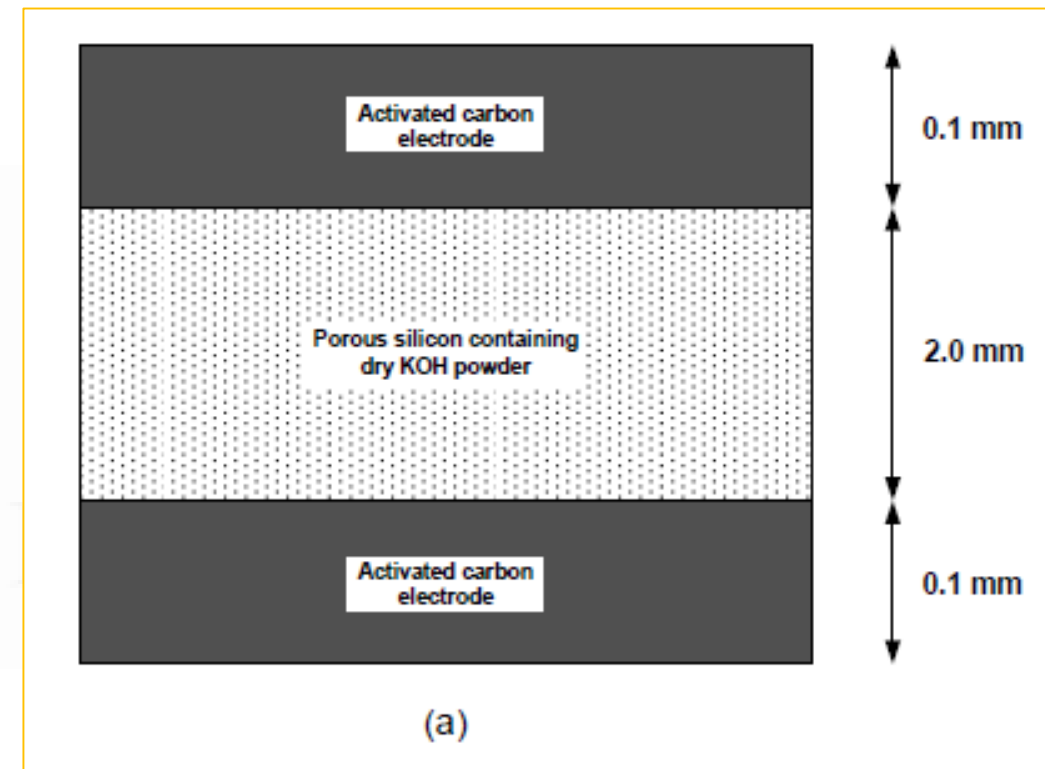 Activated carbon
electrode
0.1 mm
Porous silicon containing
dry KOH powder
2.0 mm
Activated carbon
electrode
0.1 mm
(a)